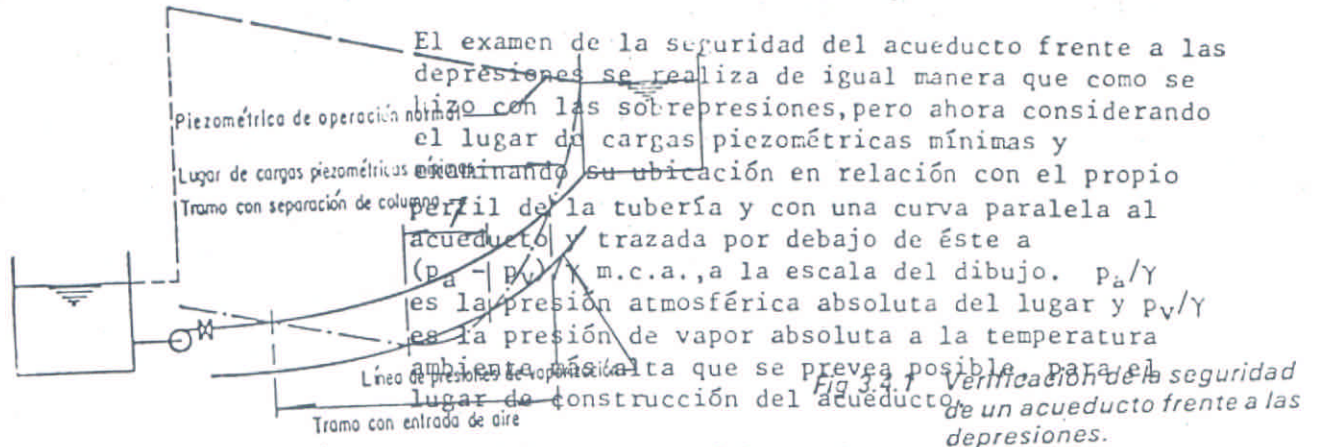 El examen de la seguridad del acueducto frente a las
depresiones se realiza de igual manera que como se
hizo con las sobrepresiones,pero ahora considerando
el lugar de cargas piezométricas mínimas y
examinando su ubicación en relación con el propio
perfil de la tubería y con una curva paralela al
acueducto y trazada por debajo de éste a
(pa - pv)/γ m.c.a.,a la escala del dibujo. pa/γ
es la presión atmosférica absoluta del lugar y pv/γ
es la presión de vapor absoluta a la temperatura
ambiente más alta que se prevea posible, para el
lugar de construcción del acueducto.
Piezométrica de operación normal
Lugar de cargas piezométricas mínimas
Tramo con separación de columna
Línea de presiones de vaporización
Tramo con entrada de aire
Fig 3.4.1 Verificación de la seguridad
de un acueducto frente a las
depresiones.